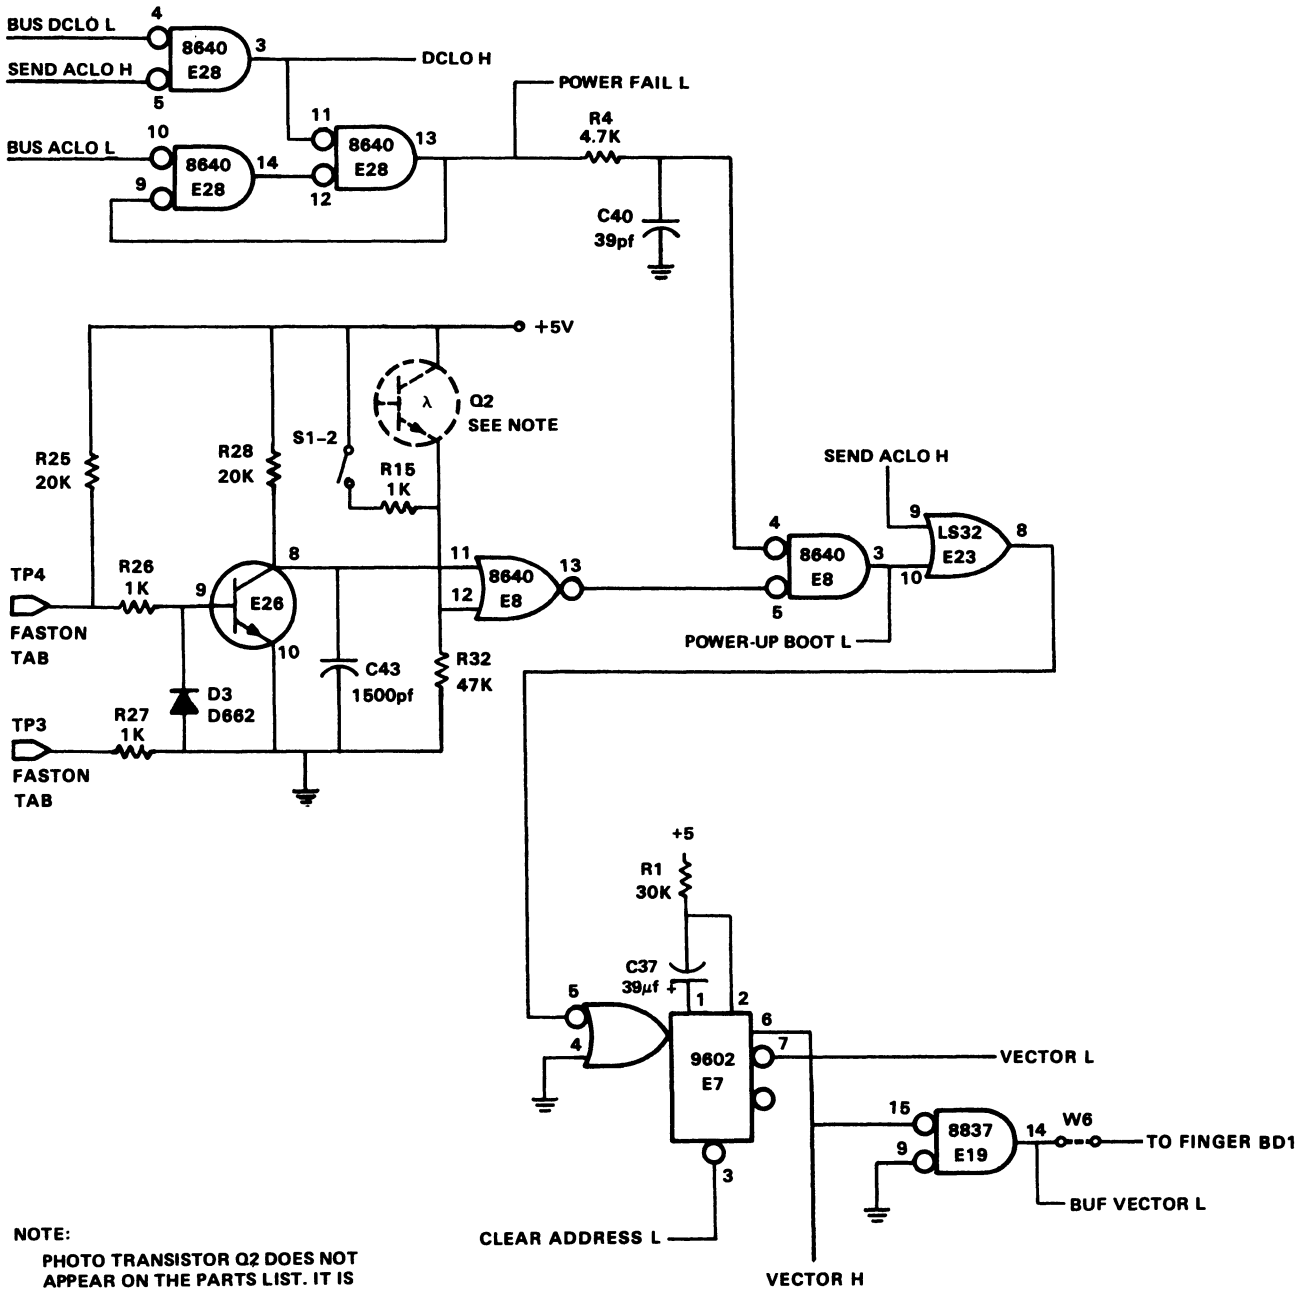 BUS DCLO L
4
8640
E28
3
DCLO H
SEND ACLO H
5
POWER FAIL L
BUS ACLO L
10
8640
E28
14
9
11
8640
E28
13
12
R4
4.7K
C40
39pf
+5V
Q2
SEE NOTE
λ
S1-2
R15
1K
R25
20K
R28
20K
SEND ACLO H
9
LS32
E23
8
10
4
8640
E8
3
5
POWER-UP BOOT L
TP4
FASTON
TAB
R26
1K
9
E26
8
10
11
8640
E8
13
12
C43
1500pf
R32
47K
D3
D662
TP3
FASTON
TAB
R27
1K
+5
R1
30K
C37
39µf +
1
2
5
4
9602
E7
6
7
VECTOR L
3
CLEAR ADDRESS L
15
8837
E19
14
9
W6
TO FINGER BD1
BUF VECTOR L
VECTOR H
NOTE:
PHOTO TRANSISTOR Q2 DOES NOT
APPEAR ON THE PARTS LIST. IT IS